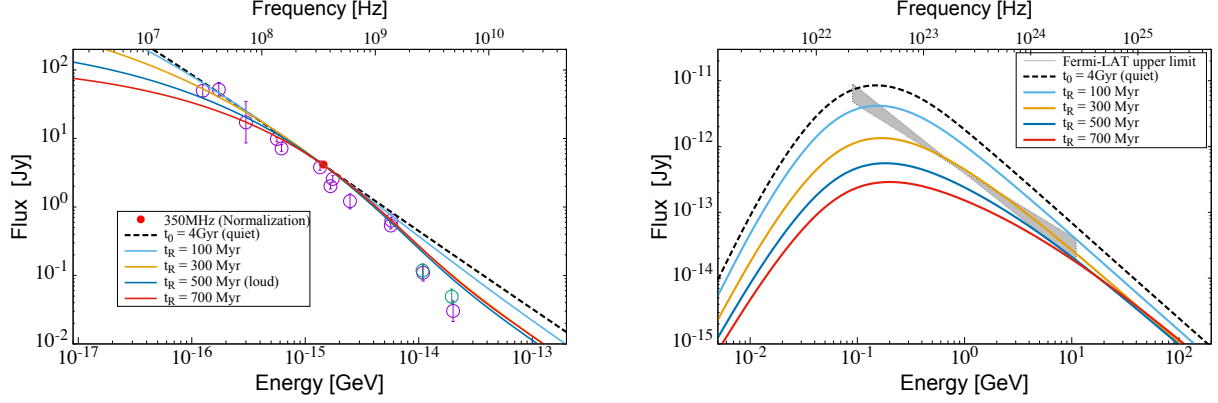 Frequency [Hz]
10^7 10^8 10^9 10^10
Flux [Jy]
10^2
10^1
10^0
10^-1
10^-2
350MHz (Normalization)
t_0 = 4Gyr (quiet)
t_R = 100 Myr
t_R = 300 Myr
t_R = 500 Myr (loud)
t_R = 700 Myr
10^-17 10^-16 10^-15 10^-14 10^-13
Energy [GeV]
Frequency [Hz]
10^22 10^23 10^24 10^25
Flux [Jy]
10^-11
10^-12
10^-13
10^-14
10^-15
Fermi-LAT upper limit
t_0 = 4Gyr (quiet)
t_R = 100 Myr
t_R = 300 Myr
t_R = 500 Myr
t_R = 700 Myr
10^-2 10^-1 10^0 10^1 10^2
Energy [GeV]